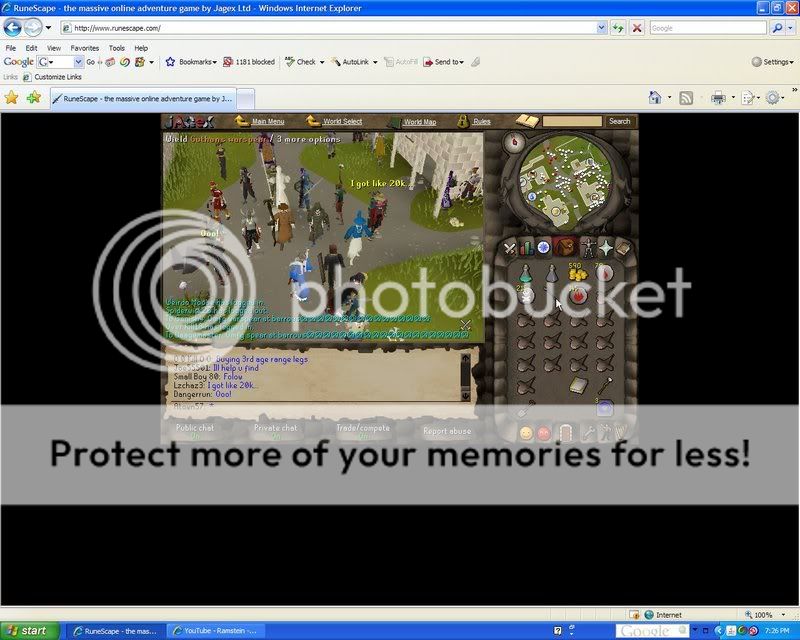 RuneScape - the massive online adventure game by Jagex Ltd - Windows Internet Explorer
http://www.runescape.com/
Google
File Edit View Favorites Tools Help
Google G Go Bookmarks 1181 blocked Check AutoLink AutoFill Send to Settings
Links Customize Links
RuneScape - the massive online adventure game by J...
JAGEX Main Menu World Select World Map Rules Search
Wield Guthans warspear / 3 more options
I got like 20k...
Ooo!
590
photobucket
Buying 3rd age range legs
Ill help u find
Small Boy 80: Folow
Lzchaz3: I got like 20k...
Dangerrun: Ooo!
Atown57: *
Public chat Private chat Trade/compete Report abuse
On On On
Protect more of your memories for less!
Internet 100%
start RuneScape - the mas... YouTube - Ramstein -... Google 7:26 PM